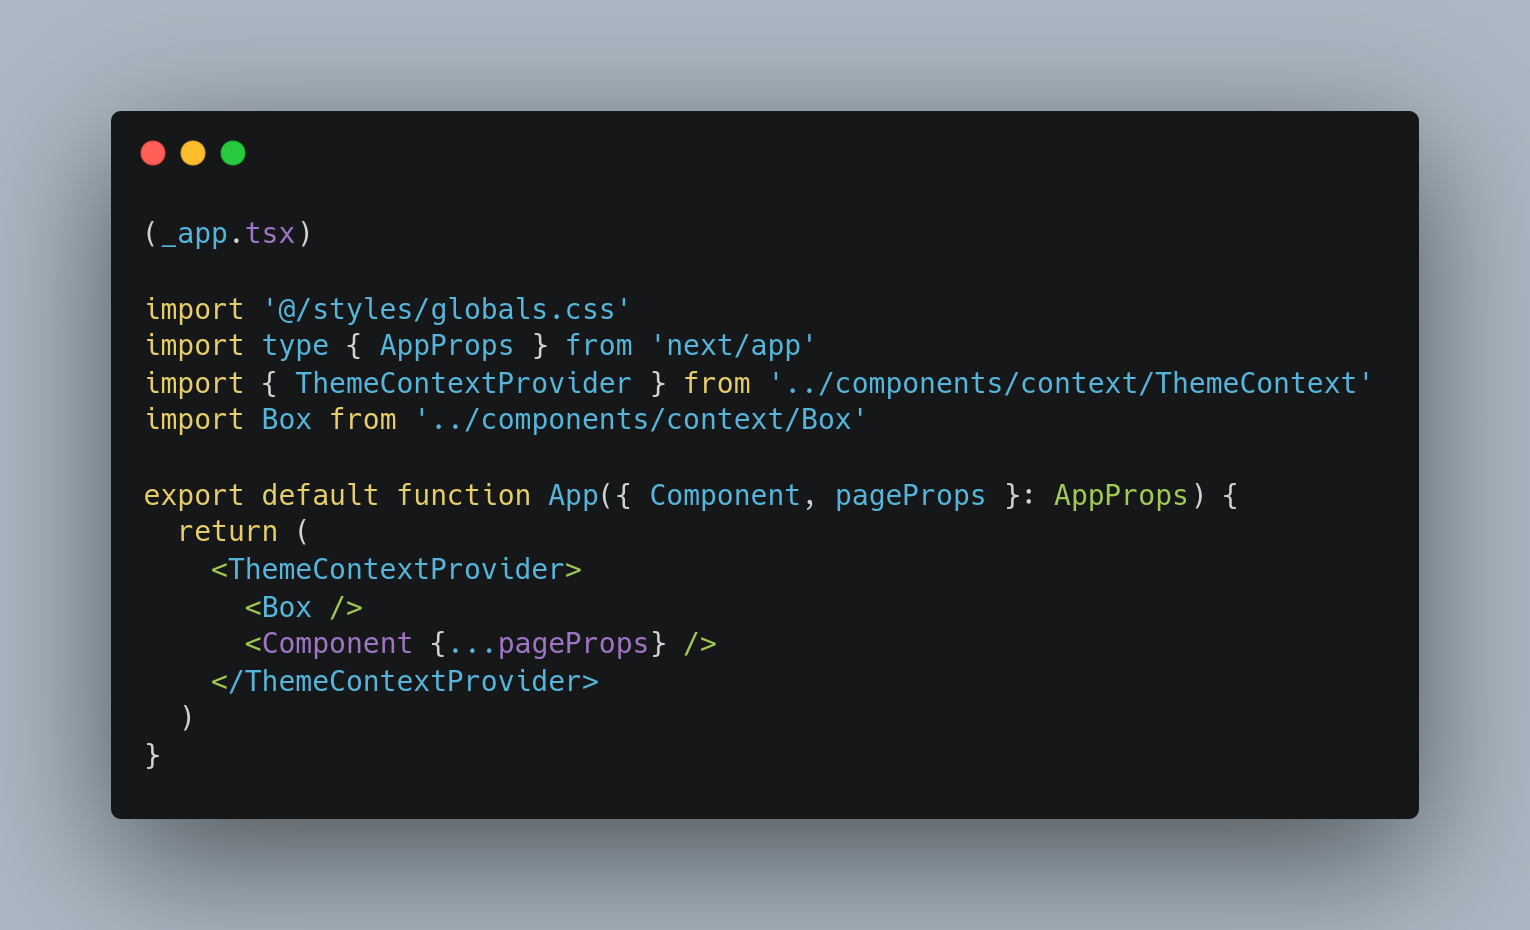 (_app.tsx)
import '@/styles/globals.css'
import type { AppProps } from 'next/app'
import { ThemeContextProvider } from '../components/context/ThemeContext'
import Box from '../components/context/Box'
export default function App({ Component, pageProps }: AppProps) {
  return (
    <ThemeContextProvider>
      <Box />
      <Component {...pageProps} />
    </ThemeContextProvider>
  )
}